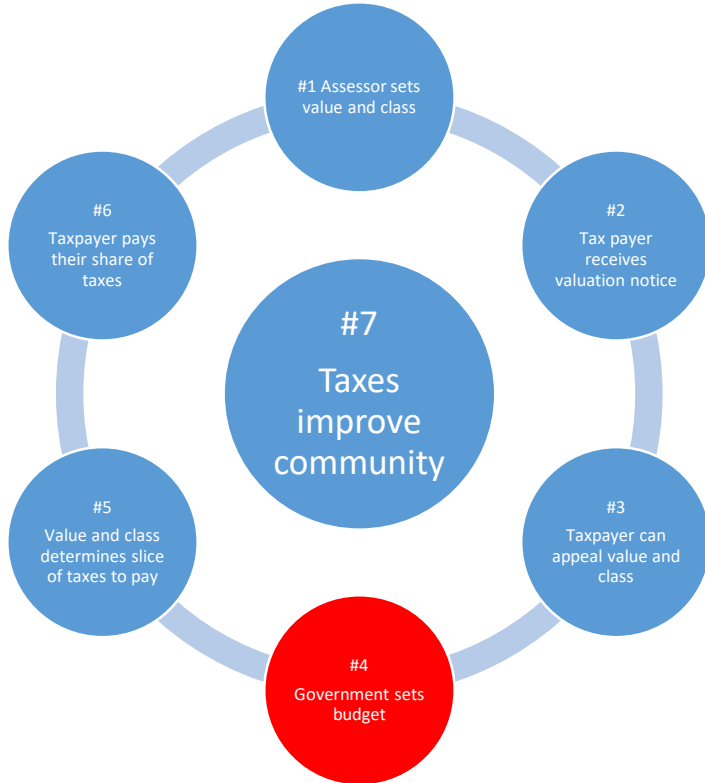 #1 Assessor sets
value and class
#2
Tax payer
receives
valuation notice
#3
Taxpayer can
appeal value and
class
#4
Government sets
budget
#5
Value and class
determines slice
of taxes to pay
#6
Taxpayer pays
their share of
taxes
#7
Taxes
improve
community